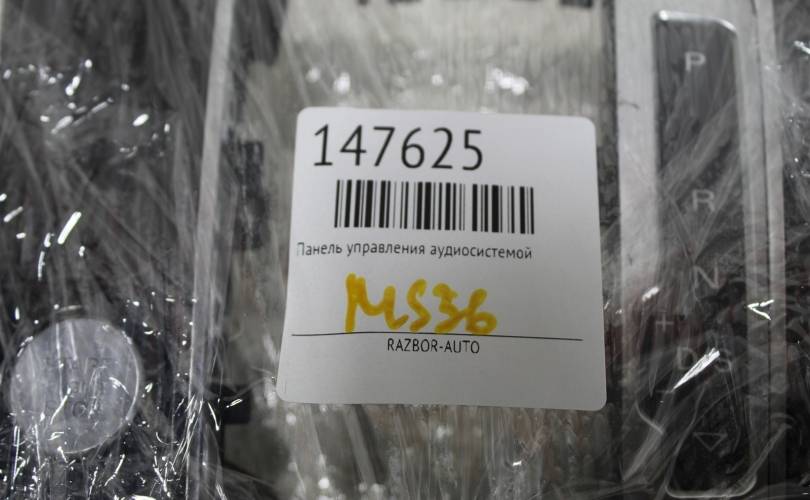 147625
Панель управления аудиосистемой
MS36
RAZBOR-AUTO
P
R
N
+
D S